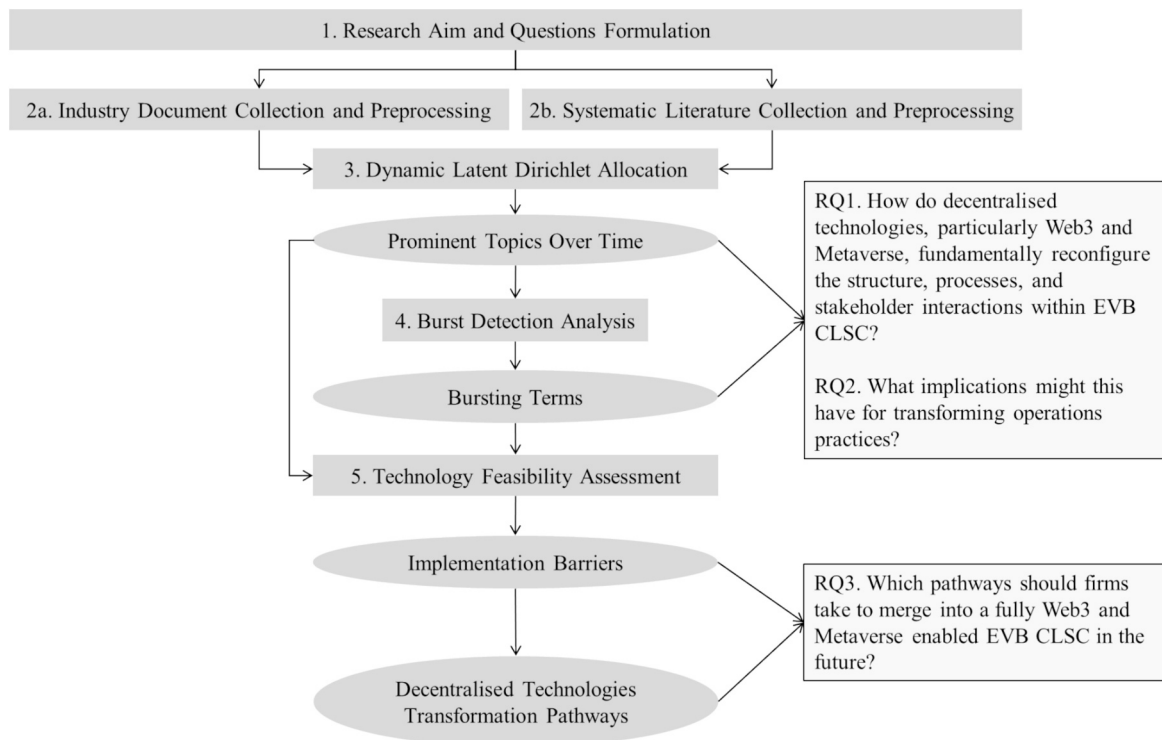 1. Research Aim and Questions Formulation
2a. Industry Document Collection and Preprocessing
2b. Systematic Literature Collection and Preprocessing
3. Dynamic Latent Dirichlet Allocation
Prominent Topics Over Time
4. Burst Detection Analysis
Bursting Terms
5. Technology Feasibility Assessment
Implementation Barriers
Decentralised Technologies
Transformation Pathways
RQ1. How do decentralised
technologies, particularly Web3 and
Metaverse, fundamentally reconfigure
the structure, processes, and
stakeholder interactions within EVB
CLSC?
RQ2. What implications might this
have for transforming operations
practices?
RQ3. Which pathways should firms
take to merge into a fully Web3 and
Metaverse enabled EVB CLSC in the
future?